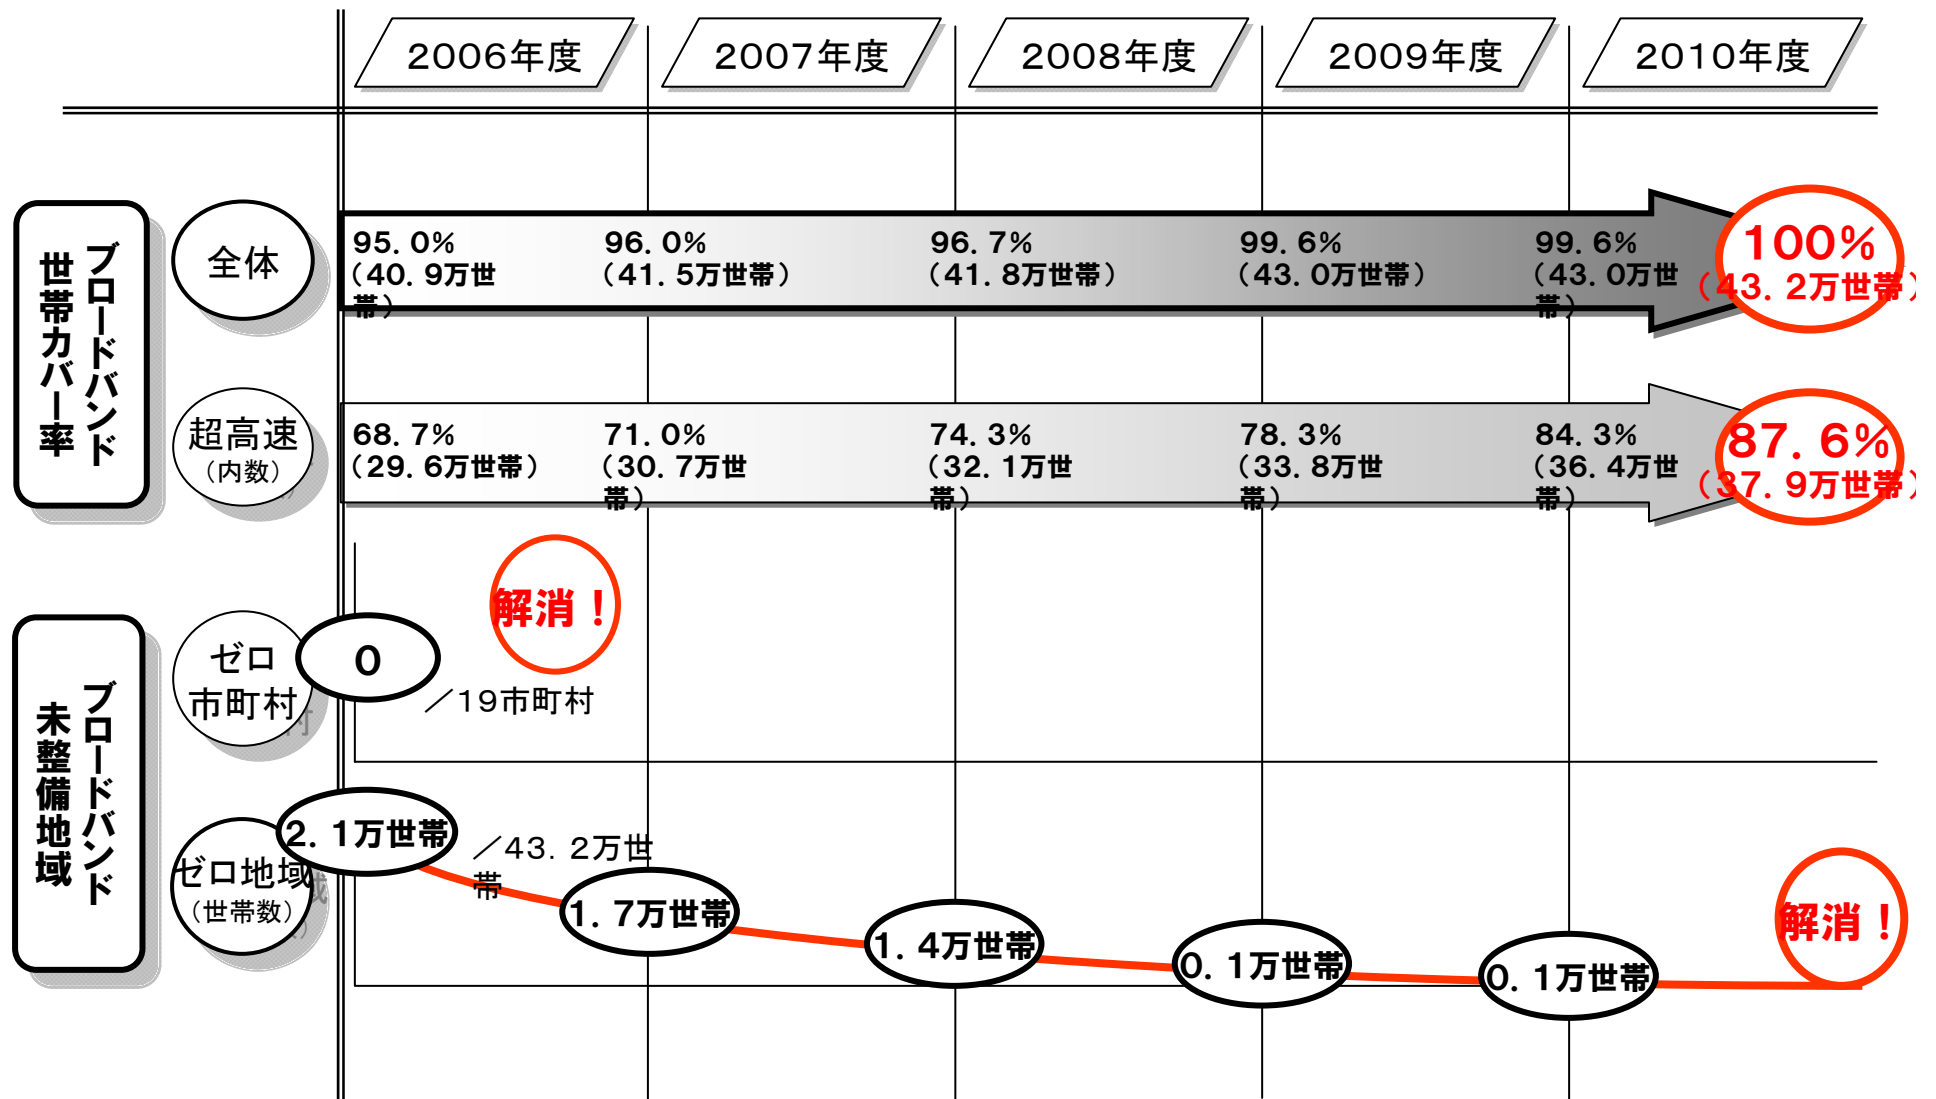 2006年度
2007年度
2008年度
2009年度
2010年度
ブロードバンド
世帯カバー率
全体
95.0%
（40.9万世
帯）
96.0%
（41.5万世帯）
96.7%
（41.8万世帯）
99.6%
（43.0万世帯）
99.6%
（43.0万世
帯）
100%
（43.2万世帯）
超高速
（内数）
68.7%
（29.6万世帯）
71.0%
（30.7万世
帯）
74.3%
（32.1万世
帯）
78.3%
（33.8万世
帯）
84.3%
（36.4万世
帯）
87.6%
（37.9万世帯）
ブロードバンド
未整備地域
ゼロ
市町村
0
／19市町村
解消！
ゼロ地域
（世帯数）
2.1万世帯
／43.2万世
帯
1.7万世帯
1.4万世帯
0.1万世帯
0.1万世帯
解消！